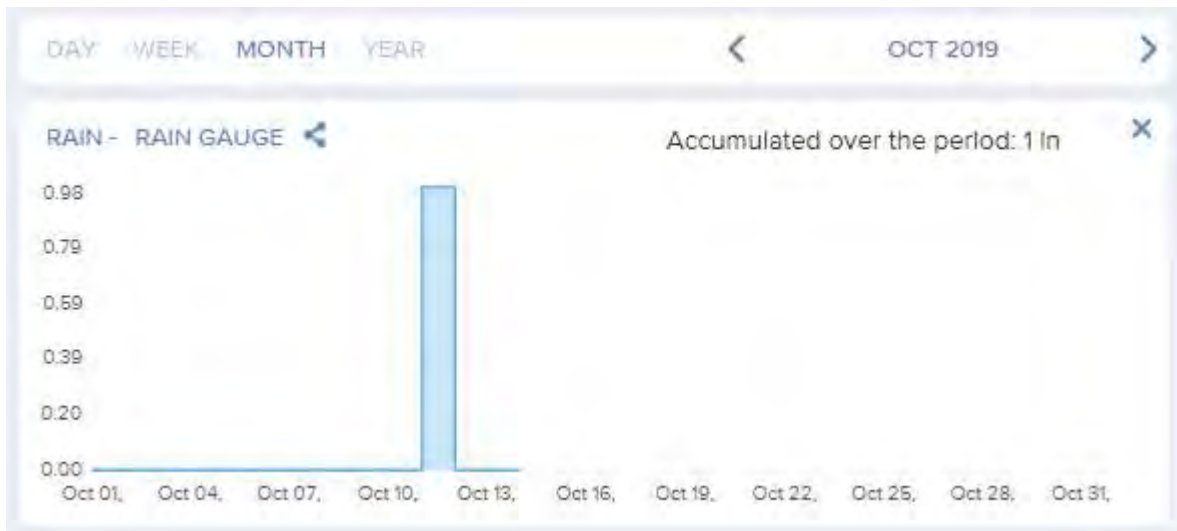 DAY WEEK MONTH YEAR OCT 2019
RAIN - RAIN GAUGE Accumulated over the period: 1 in
0.98
0.79
0.59
0.39
0.20
0.00
Oct 01, Oct 04, Oct 07, Oct 10, Oct 13, Oct 16, Oct 19, Oct 22, Oct 25, Oct 28, Oct 31,